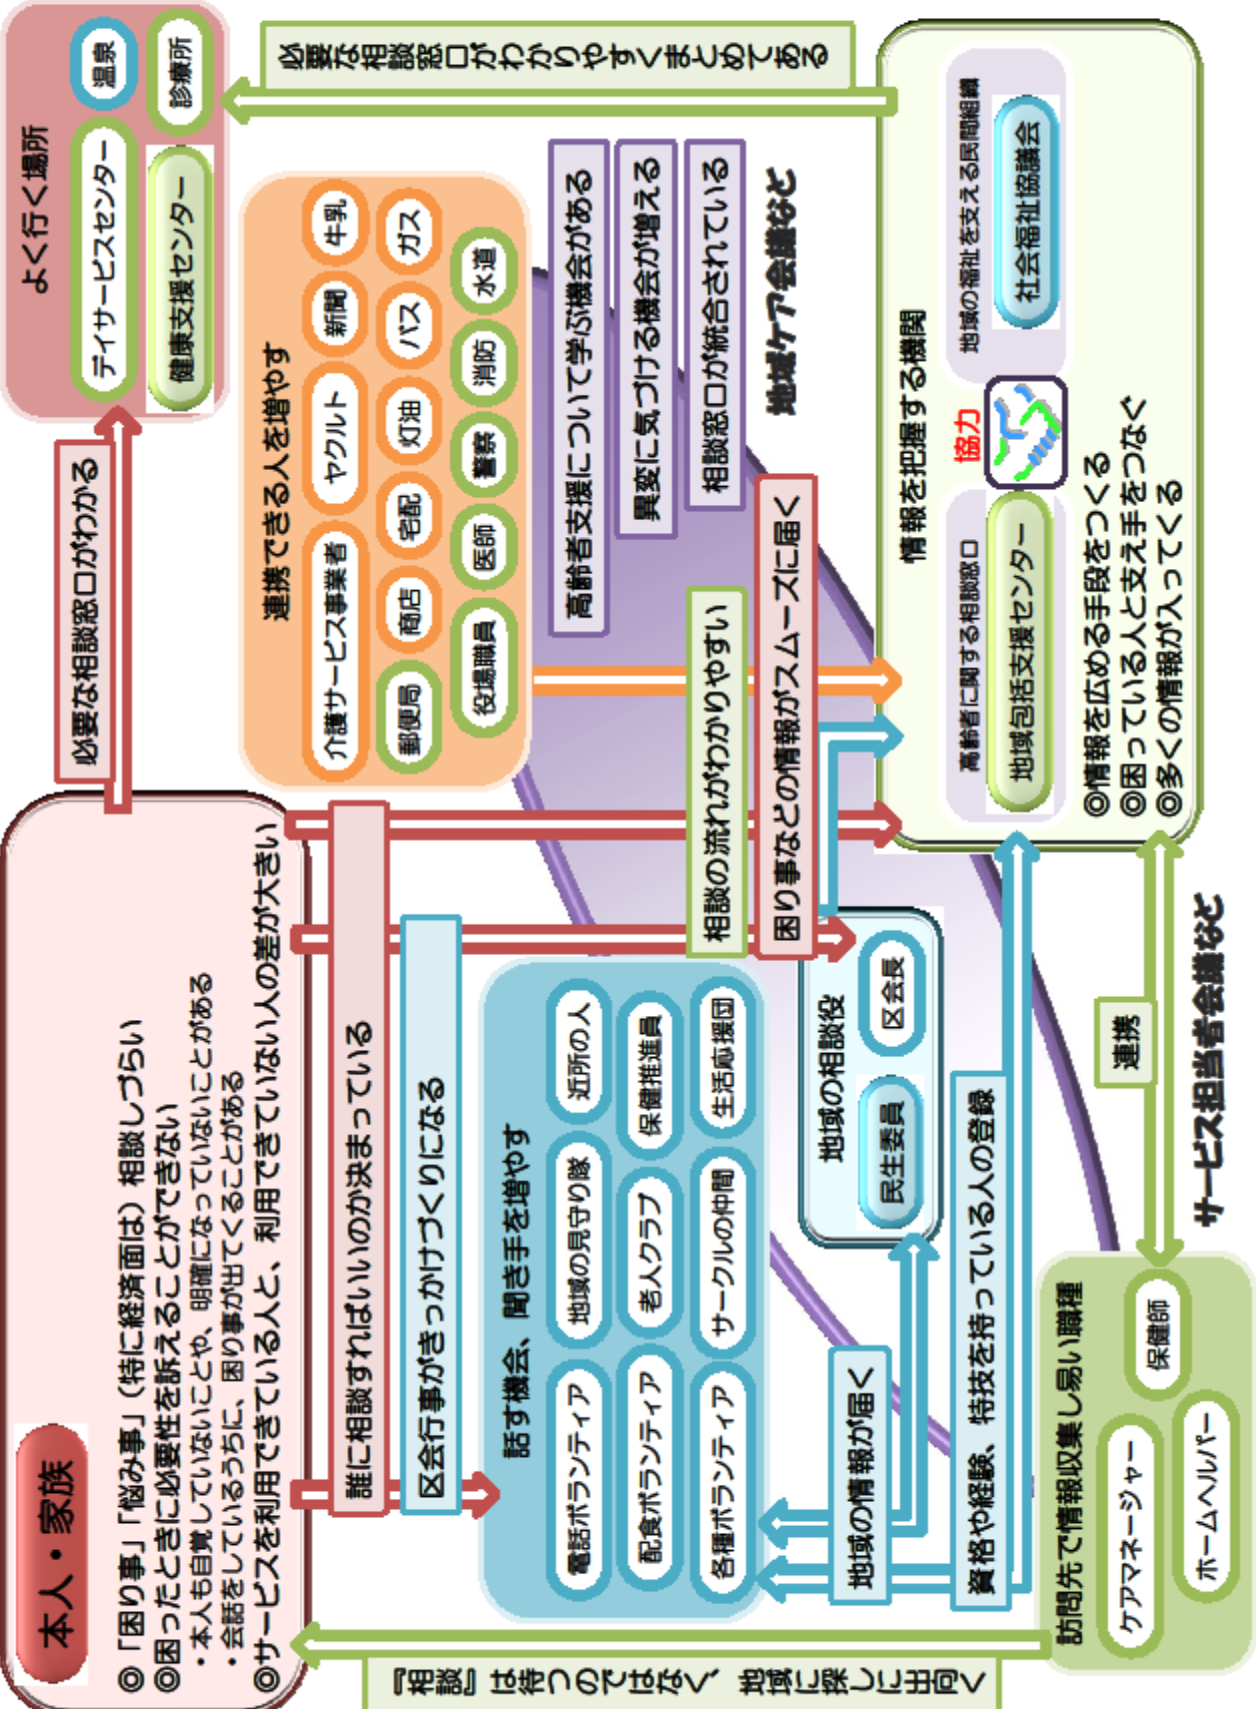 本人・家族
◎「困り事」「悩み事」（特に経済面は）相談しづらい
◎困ったときに必要性を訴えることができない
・本人も自覚していないことや、明確になっていないことがある
・会話をしているうちに、困り事が出てくることがある
◎サービスを利用できている人と、利用できていない人の差が大きい
必要な相談窓口がわかる
よく行く場所
デイサービスセンター
温泉
健康支援センター
診療所
必要な相談窓口がわかりやすくまとめてある
誰に相談すればいいのか決まっている
区会行事がきっかけづくりになる
連携できる人を増やす
介護サービス事業者
ヤクルト
新聞
牛乳
郵便局
商店
宅配
灯油
バス
ガス
役場職員
医師
警察
消防
水道
高齢者支援について学ぶ機会がある
異変に気づける機会が増える
相談窓口が統合されている
地域ケア会議など
話す機会、聞き手を増やす
電話ボランティア
地域の見守り隊
近所の人
配食ボランティア
老人クラブ
保健推進員
各種ボランティア
サークルの仲間
生活応援団
相談の流れがわかりやすい
困り事などの情報がスムーズに届く
地域の相談役
民生委員
区会長
地域の情報が届く
資格や経験、特技を持っている人の登録
情報を把握する機関
高齢者に関する相談窓口
地域包括支援センター
協力
地域の福祉を支える民間組織
社会福祉協議会
◎情報を広める手段をつくる
◎困っている人と支え手をつなぐ
◎多くの情報が入ってくる
『相談』は待つのではなく、地域に探しに出向く
訪問先で情報収集し易い職種
ケアマネージャー
保健師
ホームヘルパー
連携
サービス担当者会議など